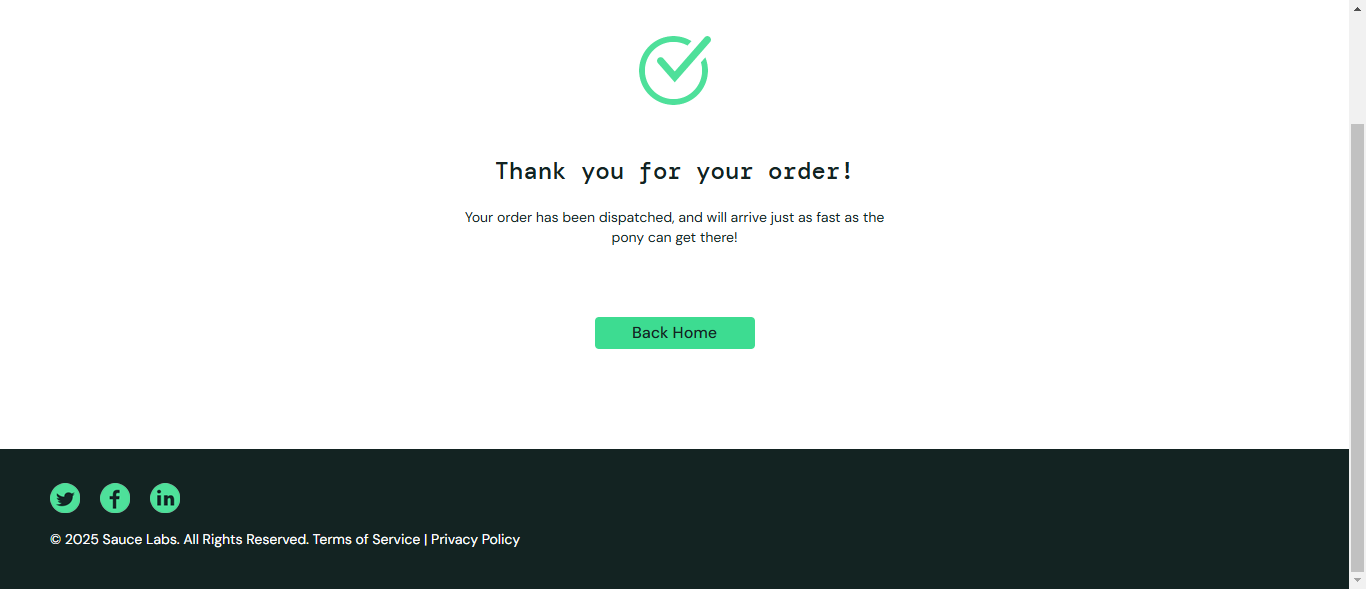 Thank you for your order!
Your order has been dispatched, and will arrive just as fast as the
pony can get there!
Back Home
© 2025 Sauce Labs. All Rights Reserved. Terms of Service | Privacy Policy